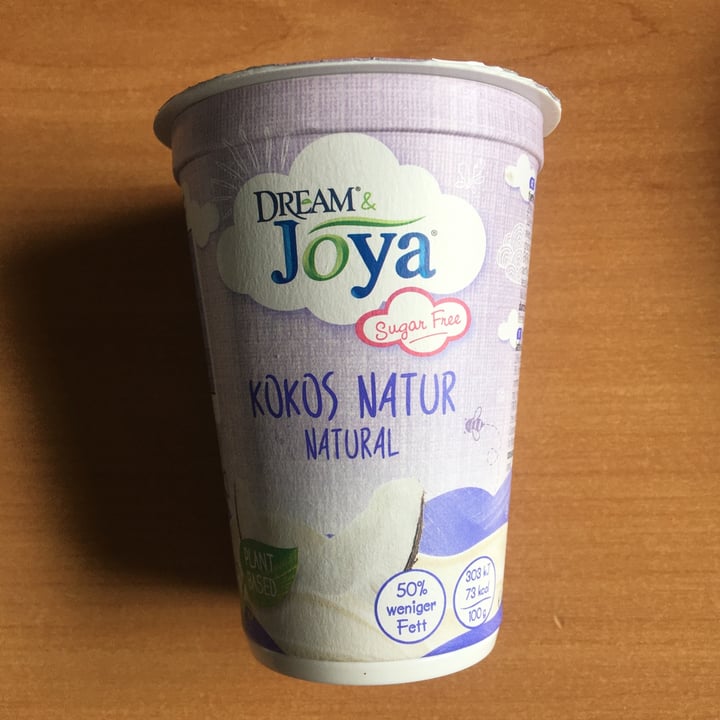 DREAM® &
Joya®
Sugar Free
KOKOS NATUR
NATURAL
PLANT
BASED
50%
weniger
Fett
303 kJ
73 kcal
100 g